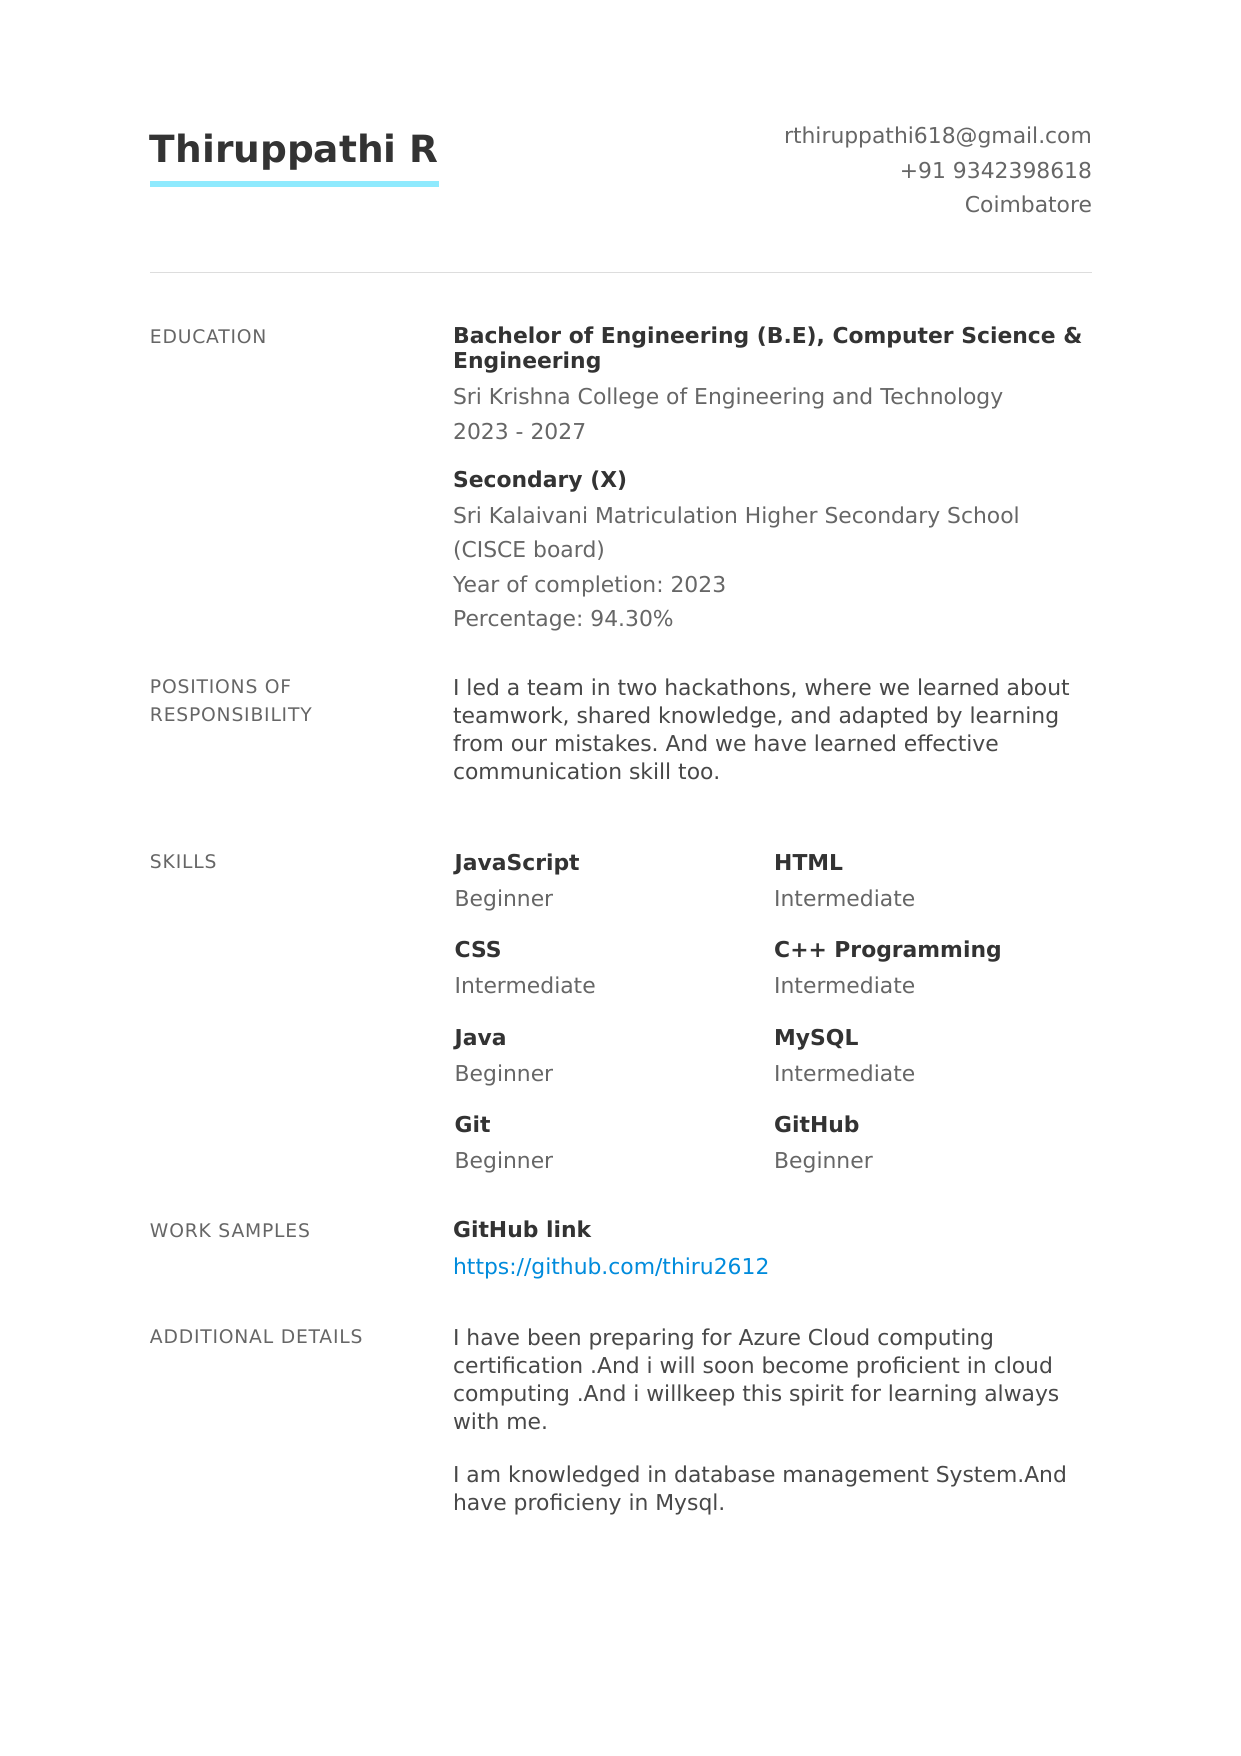 Thiruppathi R
rthiruppathi618@gmail.com
+91 9342398618
Coimbatore
EDUCATION
Bachelor of Engineering (B.E), Computer Science &
Engineering
Sri Krishna College of Engineering and Technology
2023 - 2027
Secondary (X)
Sri Kalaivani Matriculation Higher Secondary School
(CISCE board)
Year of completion: 2023
Percentage: 94.30%
POSITIONS OF
RESPONSIBILITY
I led a team in two hackathons, where we learned about
teamwork, shared knowledge, and adapted by learning
from our mistakes. And we have learned effective
communication skill too.
SKILLS
JavaScript
Beginner
HTML
Intermediate
CSS
Intermediate
C++ Programming
Intermediate
Java
Beginner
MySQL
Intermediate
Git
Beginner
GitHub
Beginner
WORK SAMPLES
GitHub link
https://github.com/thiru2612
ADDITIONAL DETAILS
I have been preparing for Azure Cloud computing
certification .And i will soon become proficient in cloud
computing .And i willkeep this spirit for learning always
with me.
I am knowledged in database management System.And
have proficieny in Mysql.